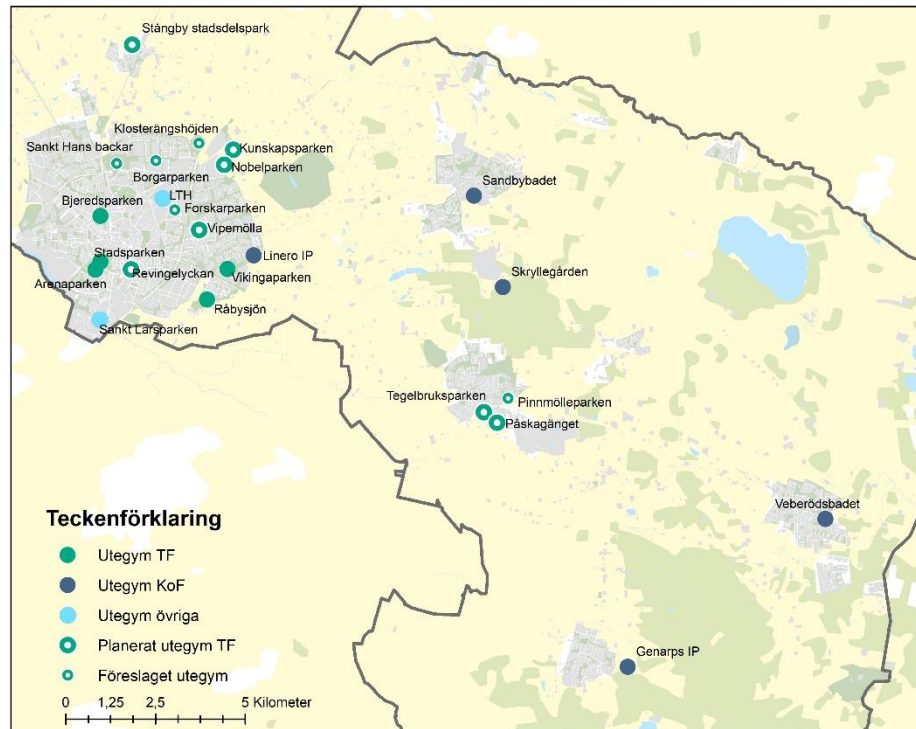 Stångby stadsdelspark
Klosterängshöjden
Kunskapsparken
Sankt Hans backar
Nobelparken
Borgarparken
LTH
Sandbybadet
Bjeredsparken
Forskarparken
Vipemölla
Stadsparken
Linero IP
Skryllegården
Arenaparken
Revingelyckan
Vikingaparken
Råbysjön
Sankt Larsparken
Tegelbruksparken
Pinnmölleparken
Påskagänget
Veberödsbadet
Genarps IP
Teckenförklaring
Utegym TF
Utegym KoF
Utegym övriga
Planerat utegym TF
Föreslaget utegym
0 1,25 2,5 5 Kilometer